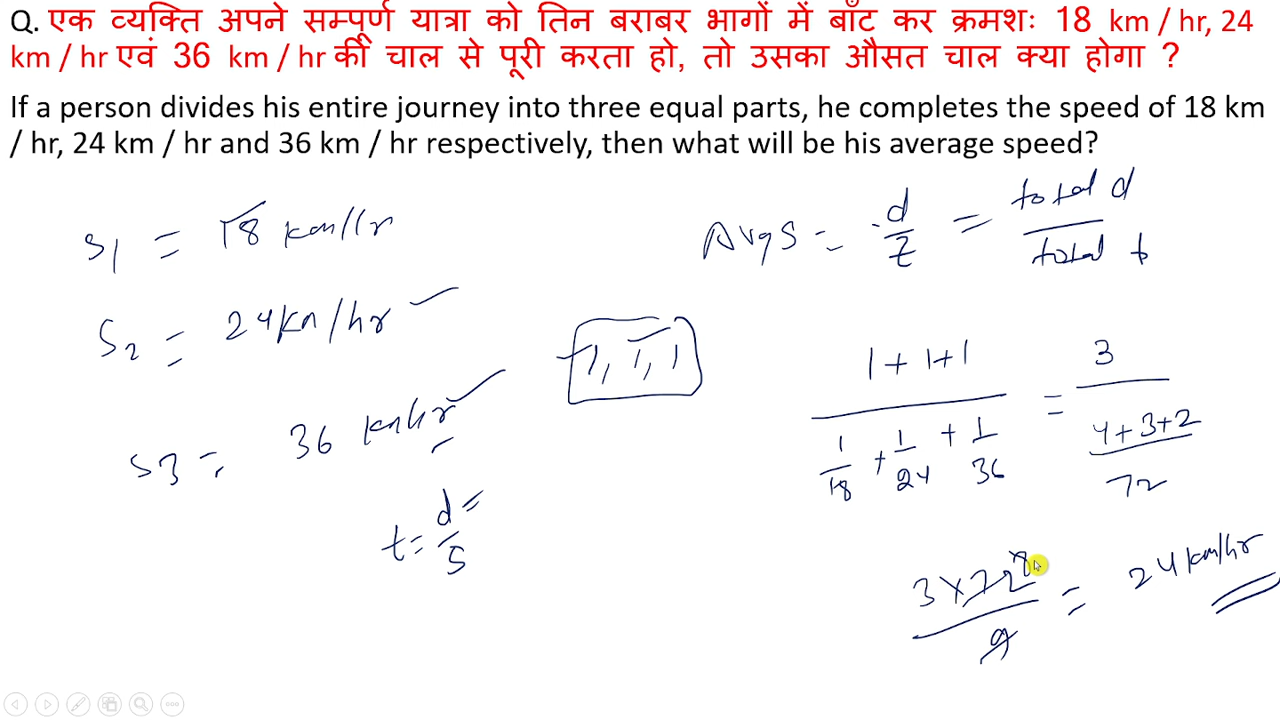 Q. एक व्यक्ति अपने सम्पूर्ण यात्रा को तिन बराबर भागों में बाँट कर क्रमशः 18 km / hr, 24
km / hr एवं 36 km / hr की चाल से पूरी करता हो, तो उसका औसत चाल क्या होगा ?
If a person divides his entire journey into three equal parts, he completes the speed of 18 km
/ hr, 24 km / hr and 36 km / hr respectively, then what will be his average speed?
S1 = 18 km/hr
S2 = 24 km/hr
S3 = 36 km/hr
t = d/s
1, 1, 1
Avg S = d/t = total d / total t
1+1+1 / 1/18 + 1/24 + 1/36 = 3 / 4+3+2/72
3×72 8 / 9 = 24 km/hr